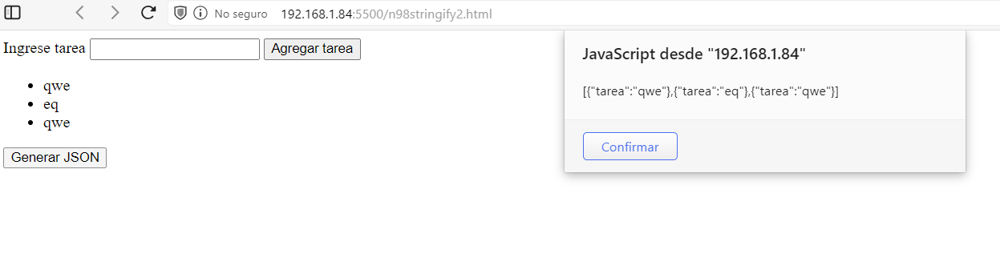 No seguro 192.168.1.84:5500/n98stringify2.html
Ingrese tarea Agregar tarea
qwe
eq
qwe
Generar JSON
JavaScript desde "192.168.1.84"
[{"tarea":"qwe"},{"tarea":"eq"},{"tarea":"qwe"}]
Confirmar